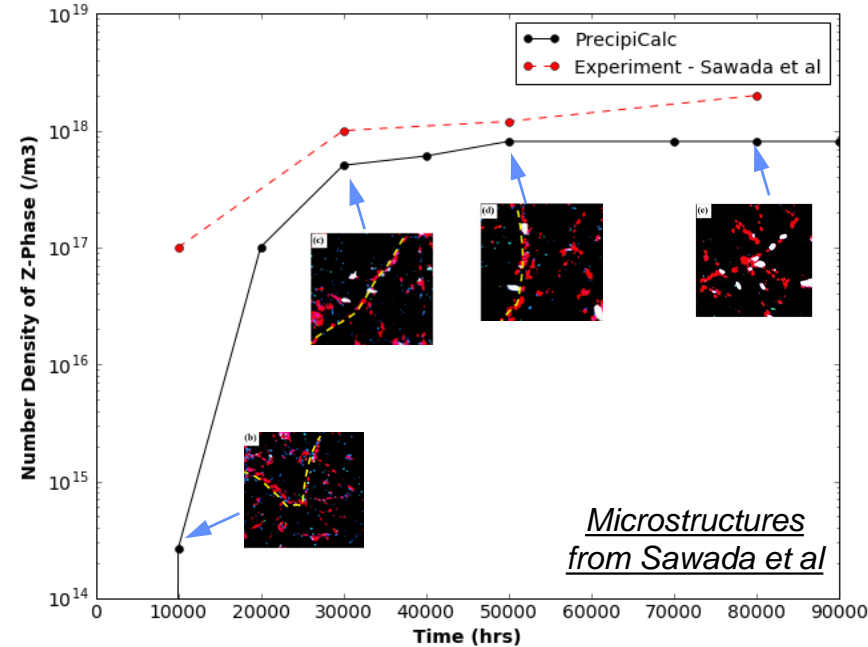 10^19
PrecipiCalc
Experiment - Sawada et al
10^18
10^17
10^16
10^15
10^14
Number Density of Z-Phase (/m3)
(c)
(d)
(e)
(b)
Microstructures
from Sawada et al
0 10000 20000 30000 40000 50000 60000 70000 80000 90000
Time (hrs)